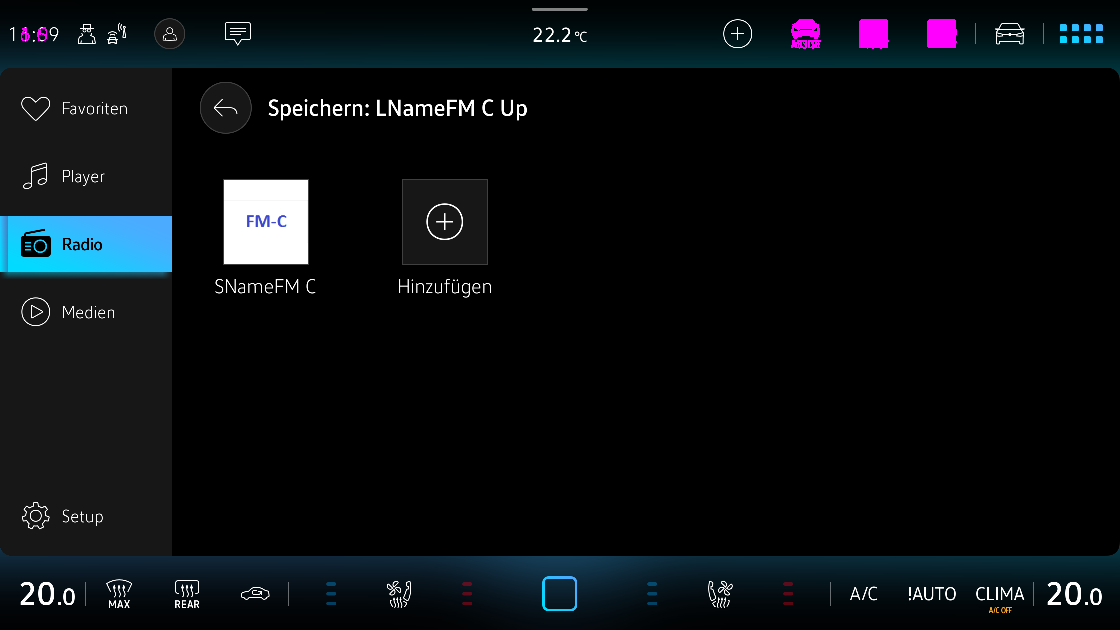 22.2°C
Favoriten
Speichern: LNameFM C Up
Player
FM-C
Radio
SNameFM C
Hinzufügen
Medien
Setup
20.0
MAX
REAR
A/C
!AUTO
CLIMA
A/C OFF
20.0